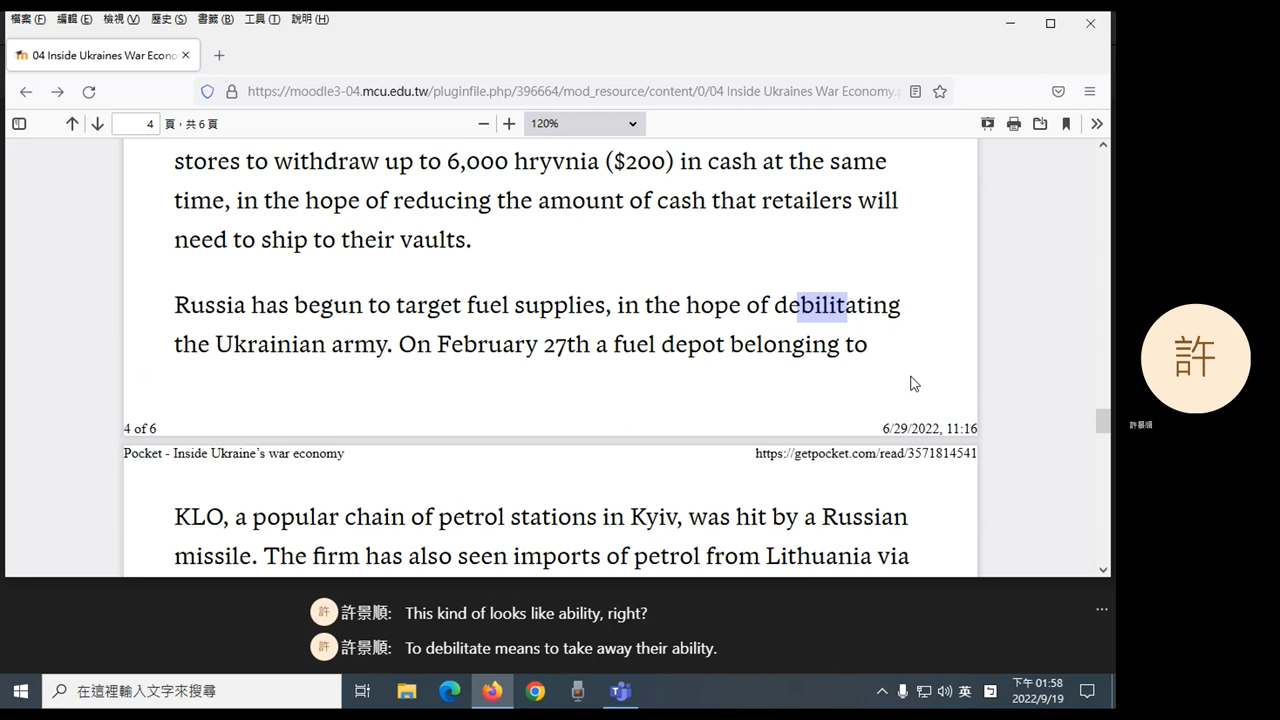 檔案(F) 編輯(E) 檢視(V) 歷史(S) 書籤(B) 工具(T) 說明(H)
04 Inside Ukraines War Econo
https://moodle3-04.mcu.edu.tw/pluginfile.php/396664/mod_resource/content/0/04 Inside Ukraines War Economy.p
4 頁，共 6 頁
120%
stores to withdraw up to 6,000 hryvnia ($200) in cash at the same
time, in the hope of reducing the amount of cash that retailers will
need to ship to their vaults.
Russia has begun to target fuel supplies, in the hope of debilitating
the Ukrainian army. On February 27th a fuel depot belonging to
4 of 6 6/29/2022, 11:16
Pocket - Inside Ukraine's war economy https://getpocket.com/read/3571814541
KLO, a popular chain of petrol stations in Kyiv, was hit by a Russian
missile. The firm has also seen imports of petrol from Lithuania via
許
許景順
許 許景順: This kind of looks like ability, right?
許 許景順: To debilitate means to take away their ability.
在這裡輸入文字來搜尋
英
下午 01:58
2022/9/19